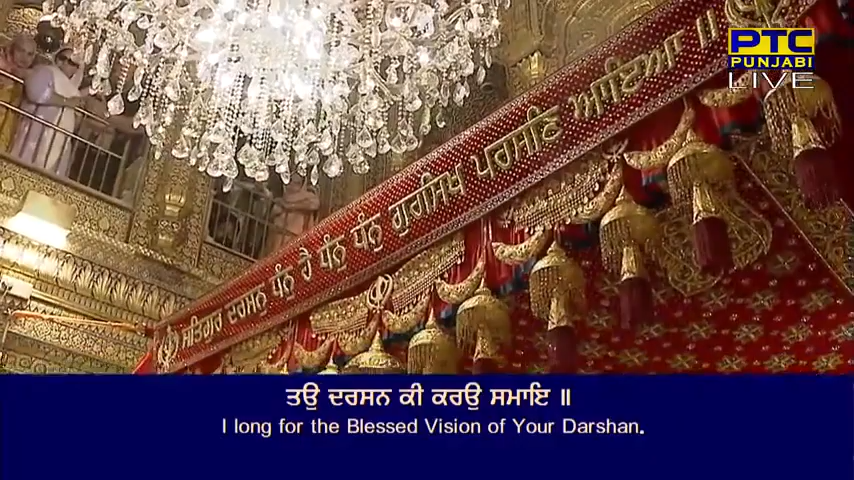 PTC
PUNJABI
LIVE
ਸਤਿਗੁਰ ਦਰਸਨ ਧੰਨ ਹੈ ਧੰਨ ਧੰਨ ਗੁਰਸਿਖ ਪਰਸਣਿ ਆਇਆ ॥
ਤਉ ਦਰਸਨ ਕੀ ਕਰਉ ਸਮਾਇ ॥
I long for the Blessed Vision of Your Darshan.